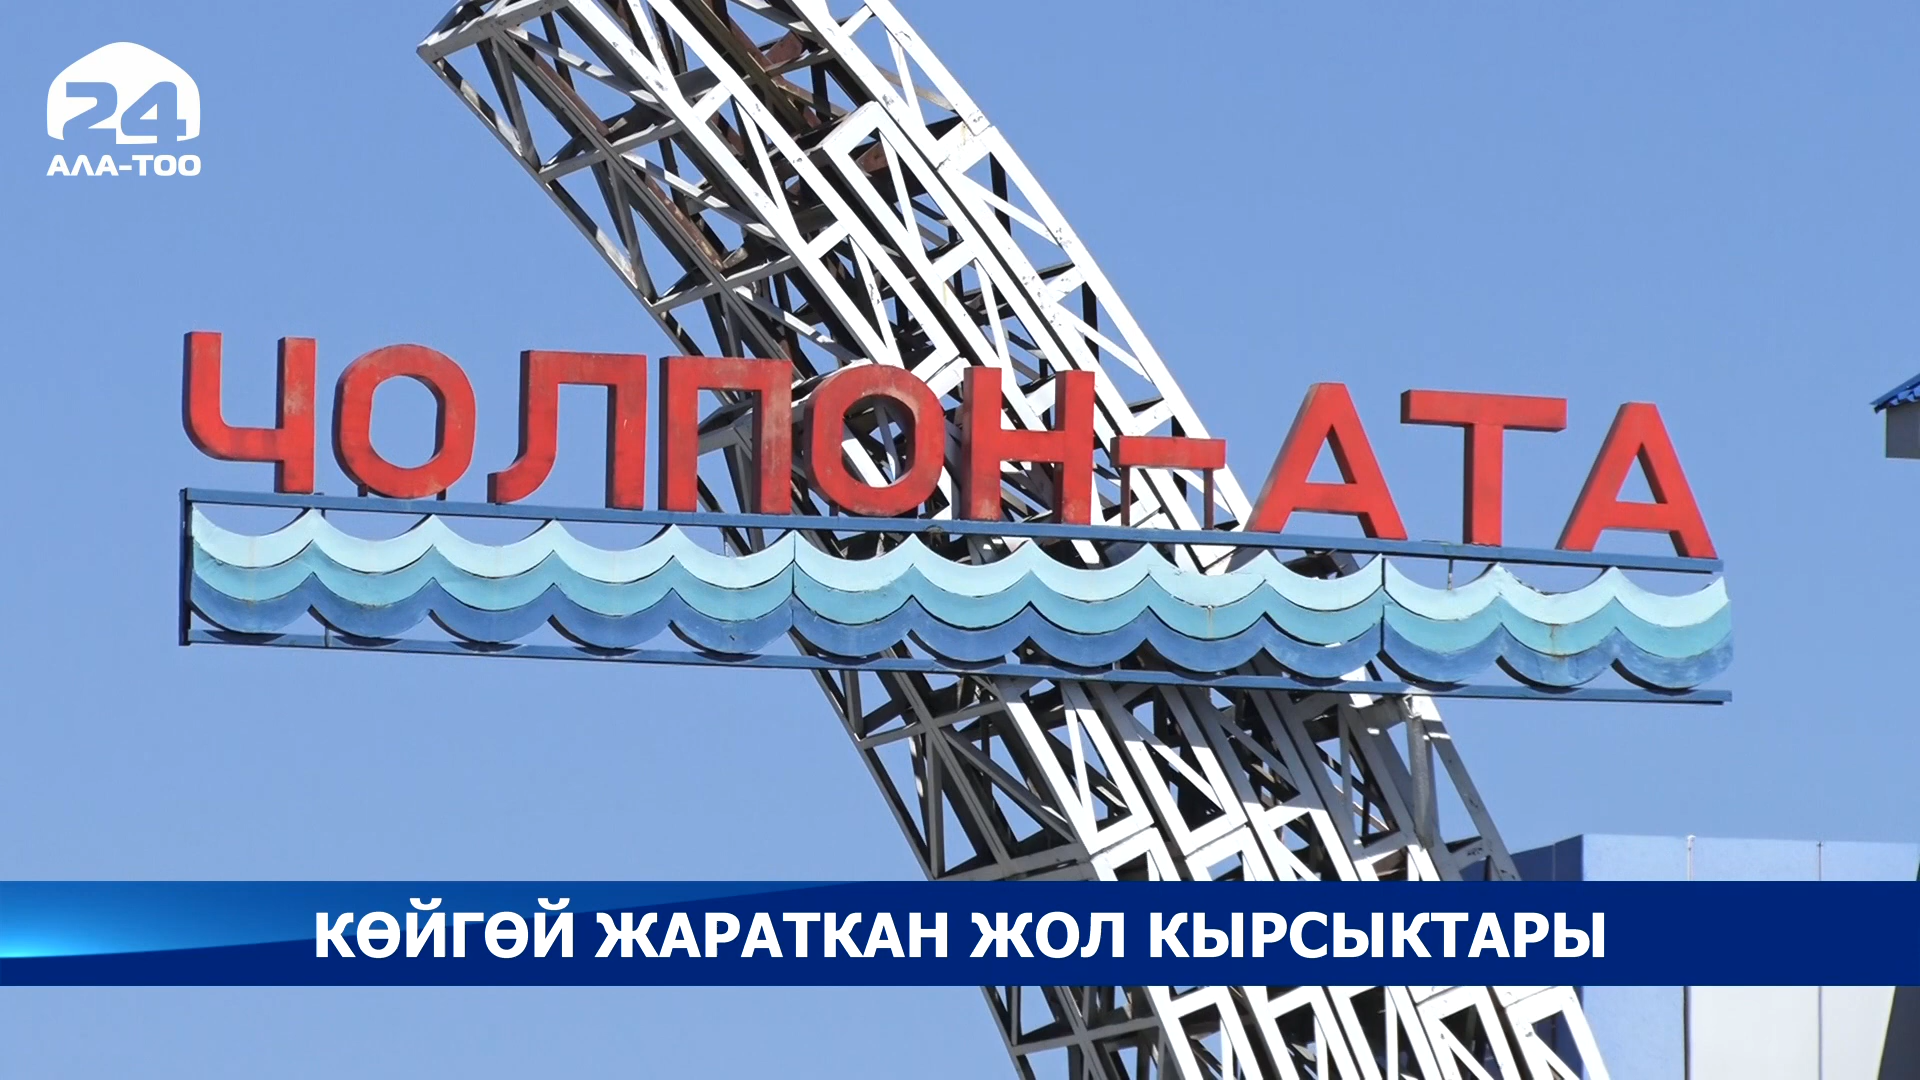 24
АЛА-ТОО
ЧОЛПОН-АТА
КӨЙГӨЙ ЖАРАТКАН ЖОЛ КЫРСЫКТАРЫ